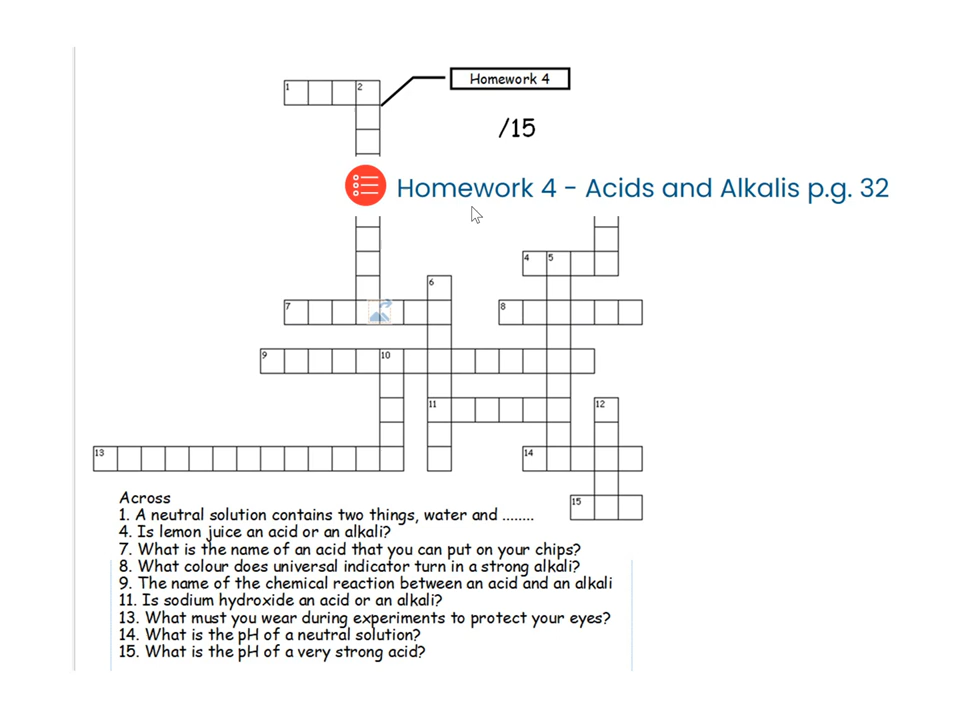 Homework 4
1 2
/15
Homework 4 - Acids and Alkalis p.g. 32
4 5
6
7 8
9 10
11 12
13 14
15
Across
1. A neutral solution contains two things, water and ........
4. Is lemon juice an acid or an alkali?
7. What is the name of an acid that you can put on your chips?
8. What colour does universal indicator turn in a strong alkali?
9. The name of the chemical reaction between an acid and an alkali
11. Is sodium hydroxide an acid or an alkali?
13. What must you wear during experiments to protect your eyes?
14. What is the pH of a neutral solution?
15. What is the pH of a very strong acid?